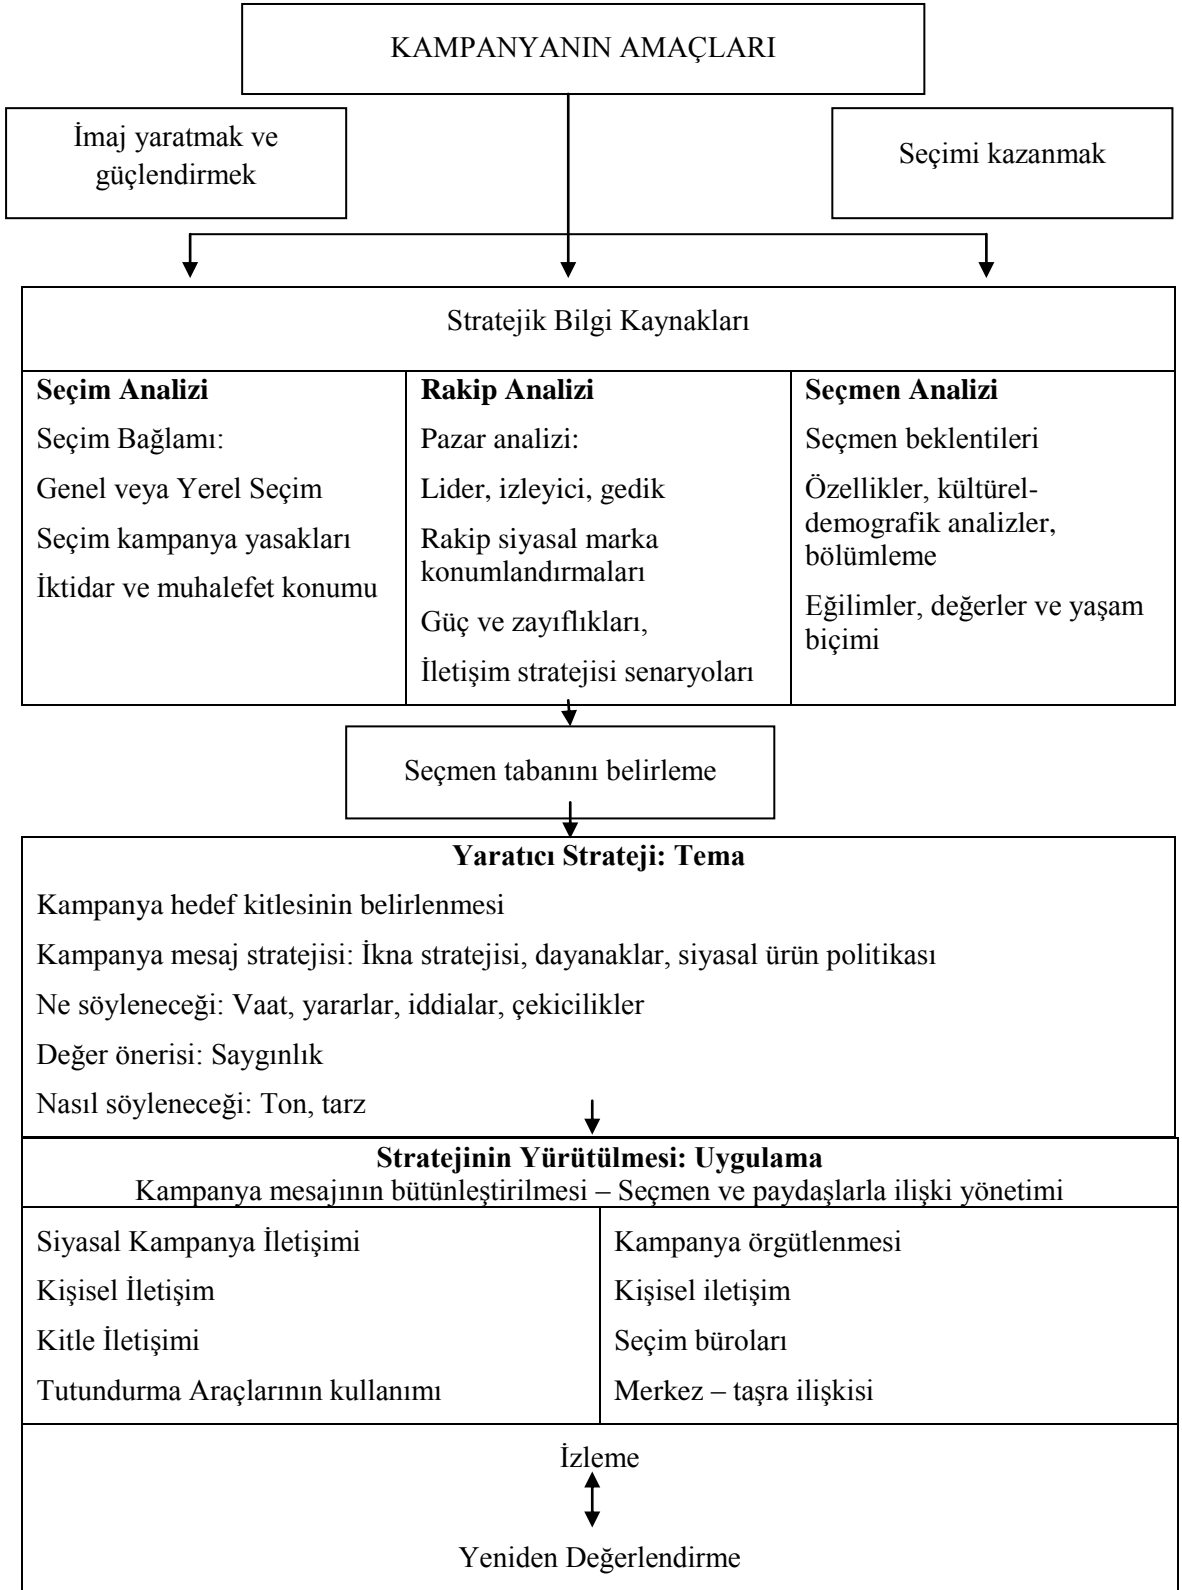 KAMPANYANIN AMAÇLARI
İmaj yaratmak ve
güçlendirmek
Seçimi kazanmak
Stratejik Bilgi Kaynakları
Seçim Analizi
Seçim Bağlamı:
Genel veya Yerel Seçim
Seçim kampanya yasakları
İktidar ve muhalefet konumu
Rakip Analizi
Pazar analizi:
Lider, izleyici, gedik
Rakip siyasal marka
konumlandırmaları
Güç ve zayıflıkları,
İletişim stratejisi senaryoları
Seçmen Analizi
Seçmen beklentileri
Özellikler, kültürel-
demografik analizler,
bölümleme
Eğilimler, değerler ve yaşam
biçimi
Seçmen tabanını belirleme
Yaratıcı Strateji: Tema
Kampanya hedef kitlesinin belirlenmesi
Kampanya mesaj stratejisi: İkna stratejisi, dayanaklar, siyasal ürün politikası
Ne söyleneceği: Vaat, yararlar, iddialar, çekicilikler
Değer önerisi: Saygınlık
Nasıl söyleneceği: Ton, tarz
Stratejinin Yürütülmesi: Uygulama
Kampanya mesajının bütünleştirilmesi – Seçmen ve paydaşlarla ilişki yönetimi
Siyasal Kampanya İletişimi
Kişisel İletişim
Kitle İletişimi
Tutundurma Araçlarının kullanımı
Kampanya örgütlenmesi
Kişisel iletişim
Seçim büroları
Merkez – taşra ilişkisi
İzleme
Yeniden Değerlendirme